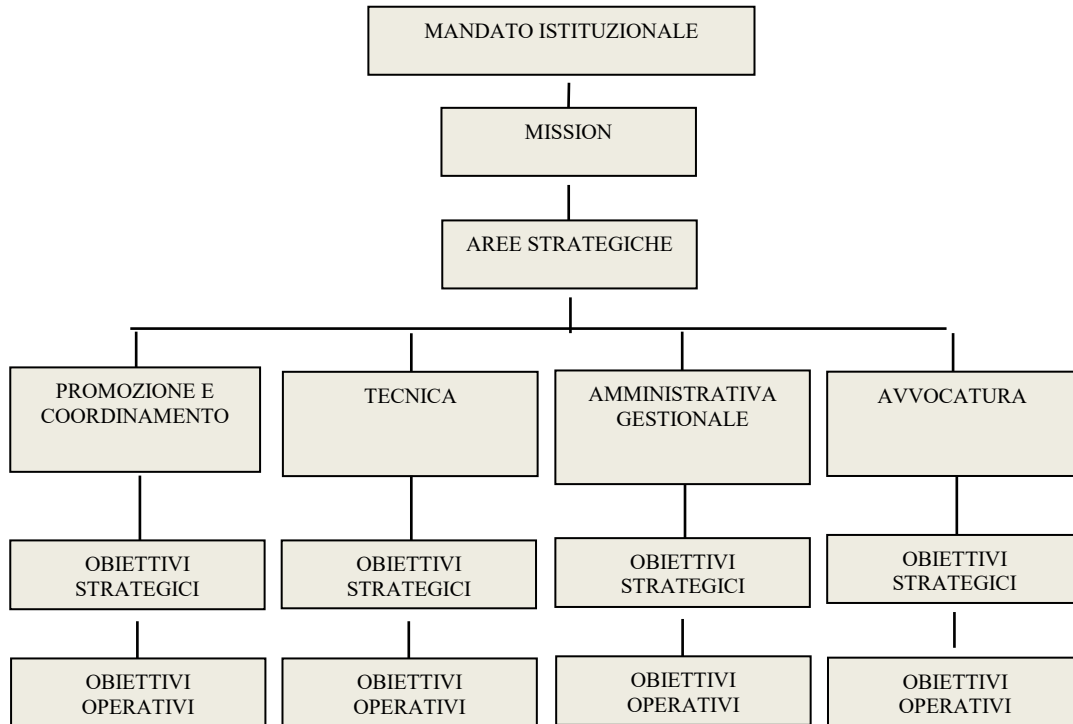 MANDATO ISTITUZIONALE
MISSION
AREE STRATEGICHE
PROMOZIONE E
COORDINAMENTO
TECNICA
AMMINISTRATIVA
GESTIONALE
AVVOCATURA
OBIETTIVI
STRATEGICI
OBIETTIVI
STRATEGICI
OBIETTIVI
STRATEGICI
OBIETTIVI
STRATEGICI
OBIETTIVI
OPERATIVI
OBIETTIVI
OPERATIVI
OBIETTIVI
OPERATIVI
OBIETTIVI
OPERATIVI